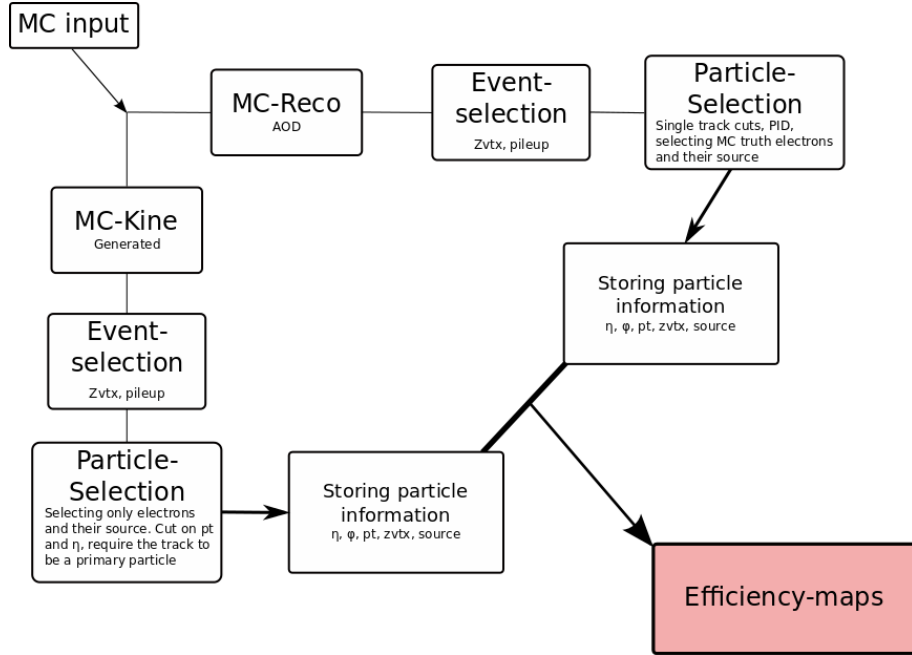 MC input
MC-Reco
AOD
Event-
selection
Zvtx, pileup
Particle-
Selection
Single track cuts, PID,
selecting MC truth electrons
and their source
MC-Kine
Generated
Storing particle
information
η, φ, pt, zvtx, source
Event-
selection
Zvtx, pileup
Particle-
Selection
Selecting only electrons
and their source. Cut on pt
and η, require the track to
be a primary particle
Storing particle
information
η, φ, pt, zvtx, source
Efficiency-maps